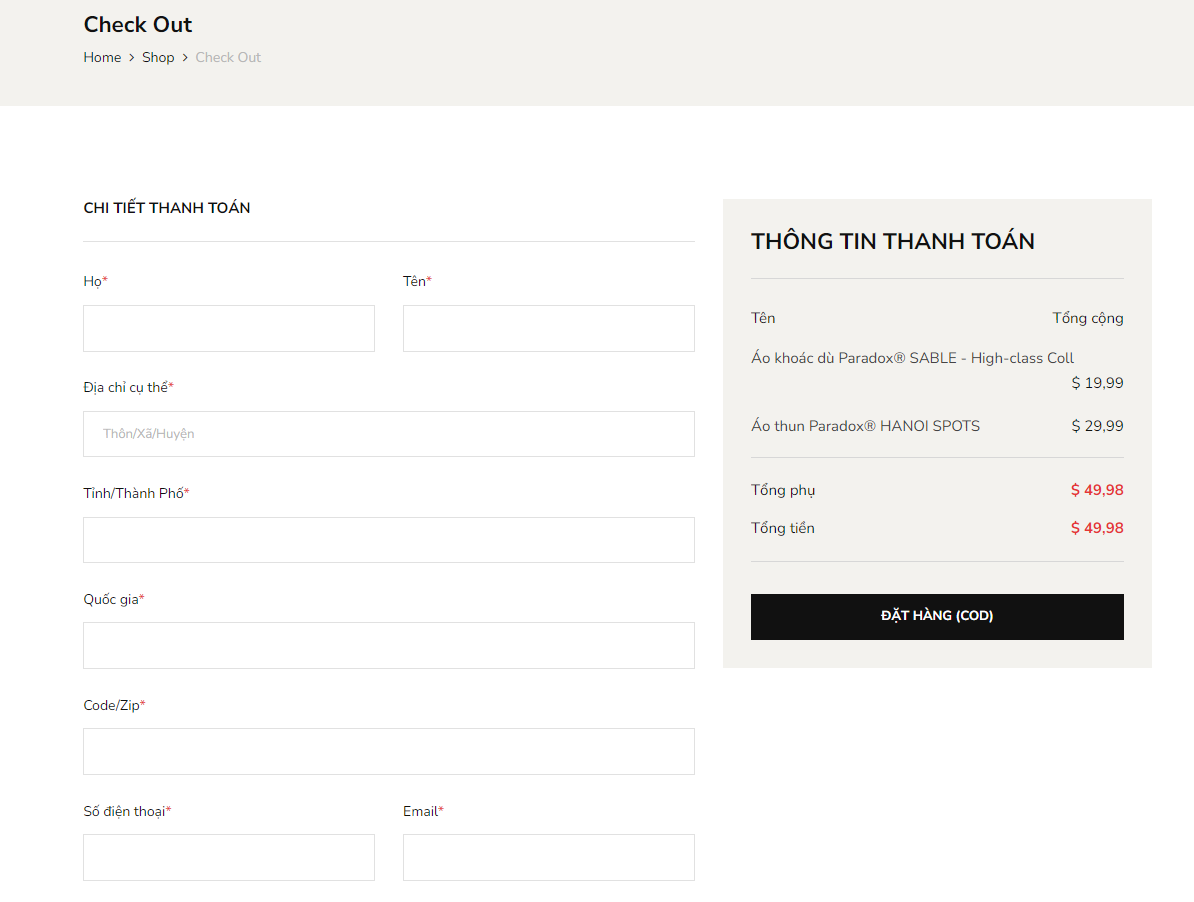 Check Out
Home > Shop > Check Out
CHI TIẾT THANH TOÁN
Họ* Tên*
Địa chỉ cụ thể*
Thôn/Xã/Huyện
Tỉnh/Thành Phố*
Quốc gia*
Code/Zip*
Số điện thoại* Email*
THÔNG TIN THANH TOÁN
Tên Tổng cộng
Áo khoác dù Paradox® SABLE - High-class Coll
$ 19,99
Áo thun Paradox® HANOI SPOTS $ 29,99
Tổng phụ $ 49,98
Tổng tiền $ 49,98
ĐẶT HÀNG (COD)